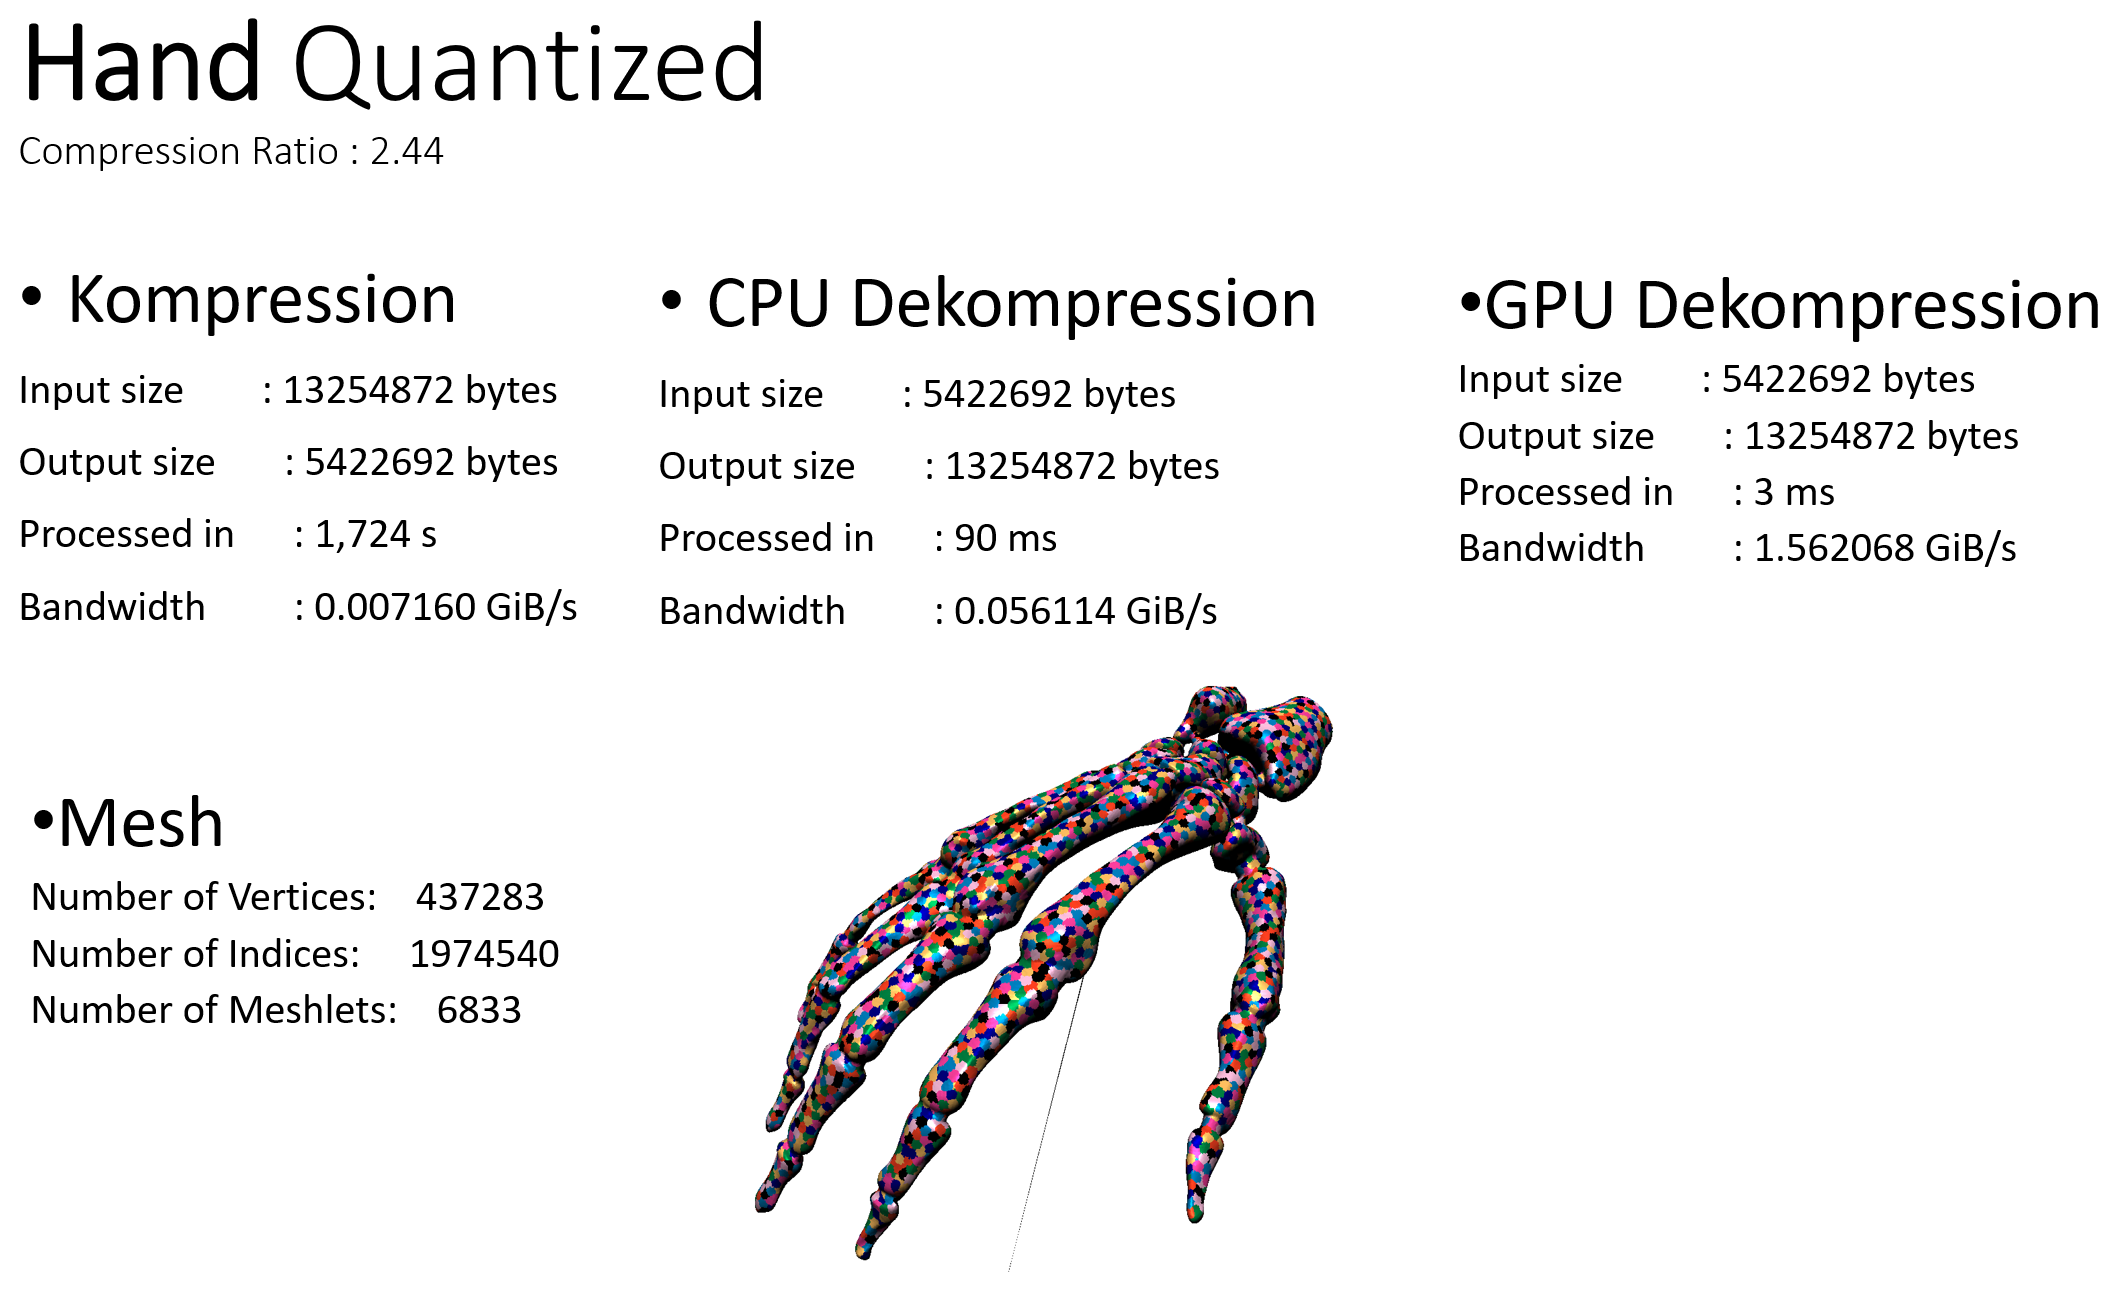 Hand Quantized
Compression Ratio : 2.44
• Kompression
Input size : 13254872 bytes
Output size : 5422692 bytes
Processed in : 1,724 s
Bandwidth : 0.007160 GiB/s
• CPU Dekompression
Input size : 5422692 bytes
Output size : 13254872 bytes
Processed in : 90 ms
Bandwidth : 0.056114 GiB/s
•GPU Dekompression
Input size : 5422692 bytes
Output size : 13254872 bytes
Processed in : 3 ms
Bandwidth : 1.562068 GiB/s
•Mesh
Number of Vertices: 437283
Number of Indices: 1974540
Number of Meshlets: 6833